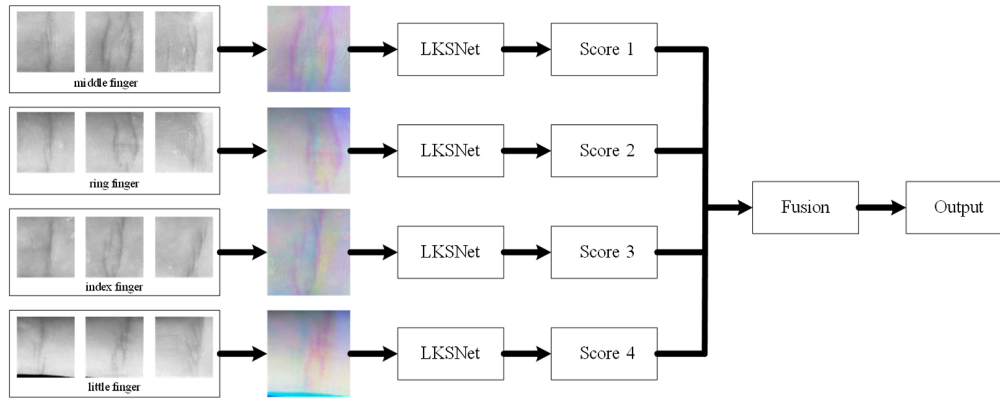 middle finger
LKSNet
Score 1
ring finger
LKSNet
Score 2
Fusion
Output
index finger
LKSNet
Score 3
little finger
LKSNet
Score 4